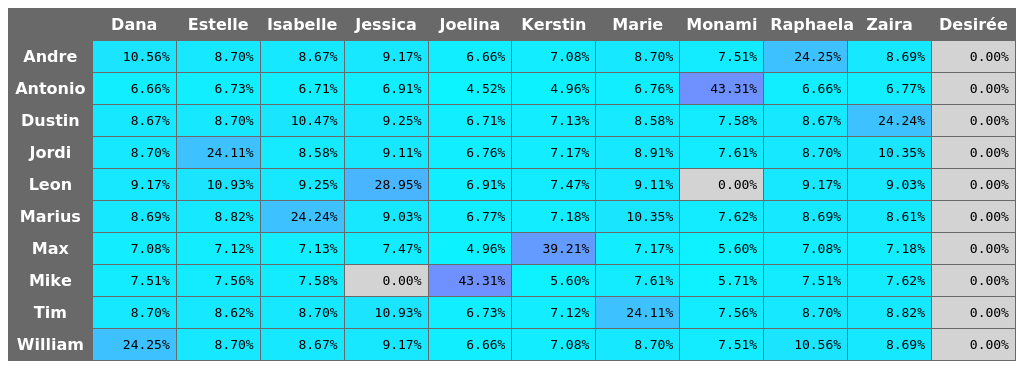 Dana Estelle Isabelle Jessica Joelina Kerstin Marie Monami Raphaela Zaira Desirée
Andre 10.56% 8.70% 8.67% 9.17% 6.66% 7.08% 8.70% 7.51% 24.25% 8.69% 0.00%
Antonio 6.66% 6.73% 6.71% 6.91% 4.52% 4.96% 6.76% 43.31% 6.66% 6.77% 0.00%
Dustin 8.67% 8.70% 10.47% 9.25% 6.71% 7.13% 8.58% 7.58% 8.67% 24.24% 0.00%
Jordi 8.70% 24.11% 8.58% 9.11% 6.76% 7.17% 8.91% 7.61% 8.70% 10.35% 0.00%
Leon 9.17% 10.93% 9.25% 28.95% 6.91% 7.47% 9.11% 0.00% 9.17% 9.03% 0.00%
Marius 8.69% 8.82% 24.24% 9.03% 6.77% 7.18% 10.35% 7.62% 8.69% 8.61% 0.00%
Max 7.08% 7.12% 7.13% 7.47% 4.96% 39.21% 7.17% 5.60% 7.08% 7.18% 0.00%
Mike 7.51% 7.56% 7.58% 0.00% 43.31% 5.60% 7.61% 5.71% 7.51% 7.62% 0.00%
Tim 8.70% 8.62% 8.70% 10.93% 6.73% 7.12% 24.11% 7.56% 8.70% 8.82% 0.00%
William 24.25% 8.70% 8.67% 9.17% 6.66% 7.08% 8.70% 7.51% 10.56% 8.69% 0.00%